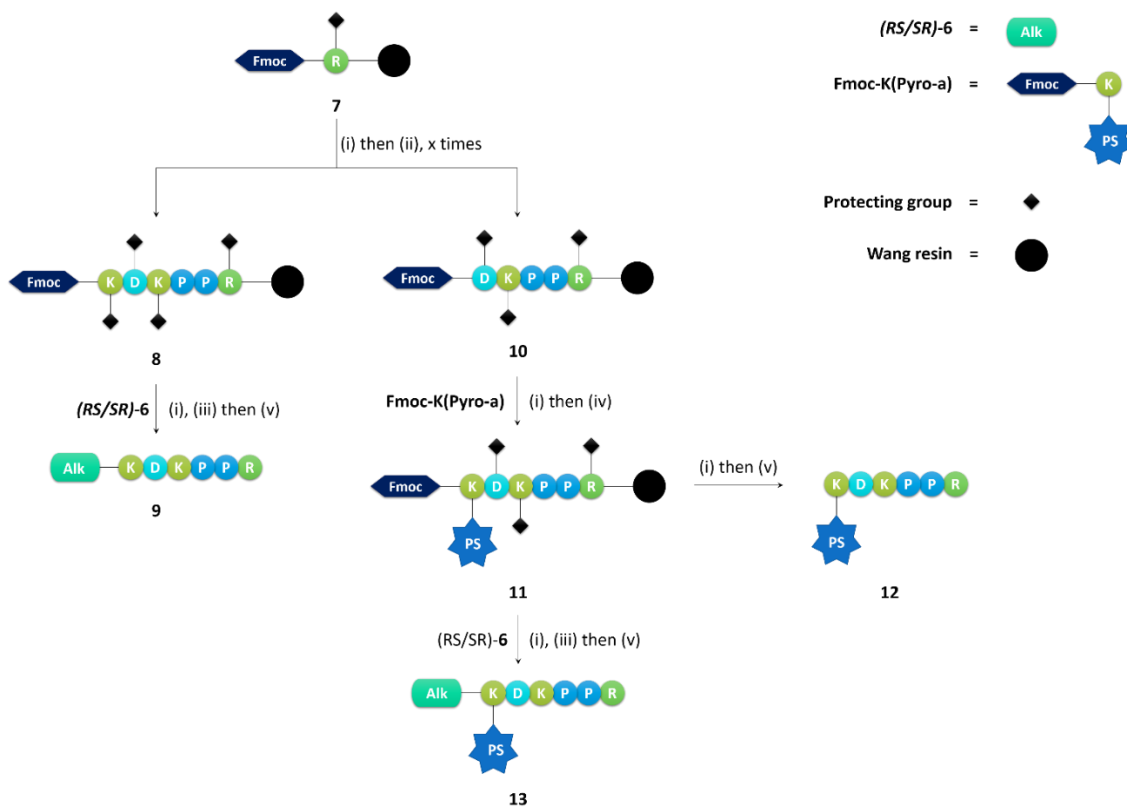 (RS/SR)-6 = Alk
Fmoc R
7
Fmoc-K(Pyro-a) = Fmoc K
PS
(i) then (ii), x times
Protecting group =
Wang resin =
Fmoc K D K P P R
8
Fmoc D K P P R
10
(RS/SR)-6 (i), (iii) then (v)
Fmoc-K(Pyro-a) (i) then (iv)
Alk K D K P P R
9
Fmoc K D K P P R
PS
11
(i) then (v)
K D K P P R
PS
12
(RS/SR)-6 (i), (iii) then (v)
Alk K D K P P R
PS
13